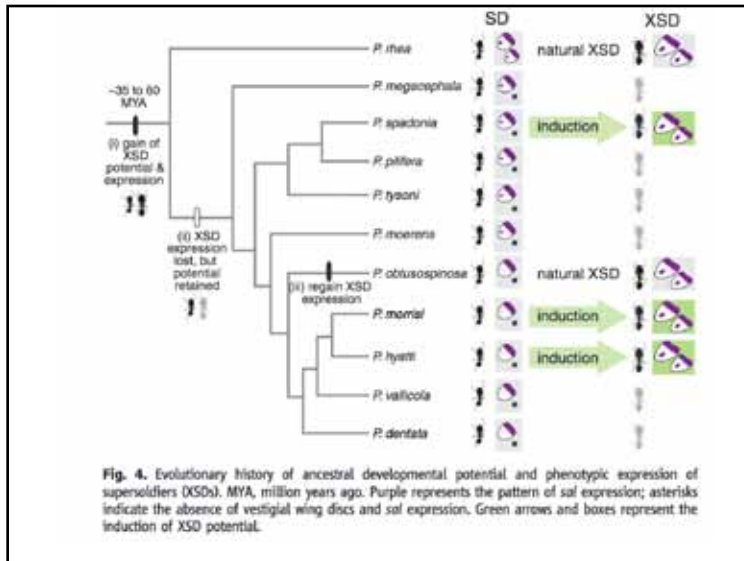 SD XSD
P. rhea natural XSD
~35 to 60
MYA
P. megacephala
(i) gain of
XSD
potential &
expression
P. spadonia induction
P. pilifera
P. tysoni
(ii) XSD
expression
lost, but
potential
retained
P. moerens
P. obtusospinosa natural XSD
(iii) regain XSD
expression
P. morrisi induction
P. hyatti induction
P. vallicola
P. dentata
Fig. 4. Evolutionary history of ancestral developmental potential and phenotypic expression of
supersoldiers (XSDs). MYA, million years ago. Purple represents the pattern of sal expression; asterisks
indicate the absence of vestigial wing discs and sal expression. Green arrows and boxes represent the
induction of XSD potential.